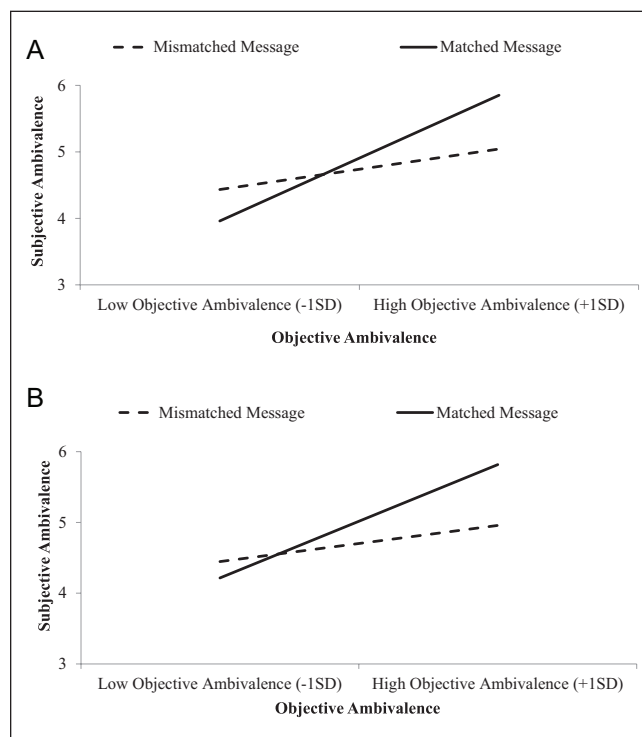 A
Mismatched Message
Matched Message
6
5
4
3
Subjective Ambivalence
Low Objective Ambivalence (-1SD)
High Objective Ambivalence (+1SD)
Objective Ambivalence
B
Mismatched Message
Matched Message
6
5
4
3
Subjective Ambivalence
Low Objective Ambivalence (-1SD)
High Objective Ambivalence (+1SD)
Objective Ambivalence